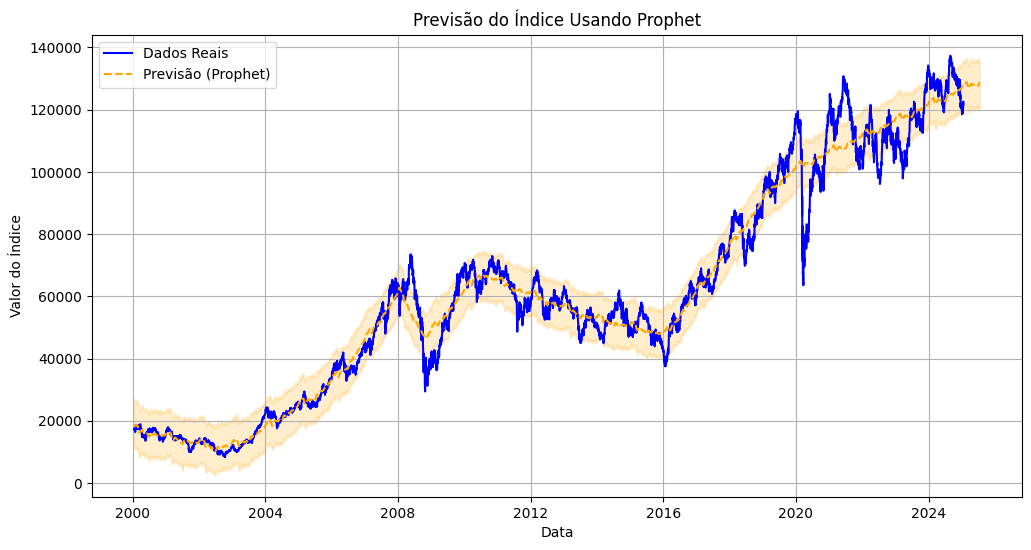 Previsão do Índice Usando Prophet
Dados Reais
Previsão (Prophet)
140000
120000
100000
80000
60000
40000
20000
0
Valor do Índice
2000 2004 2008 2012 2016 2020 2024
Data